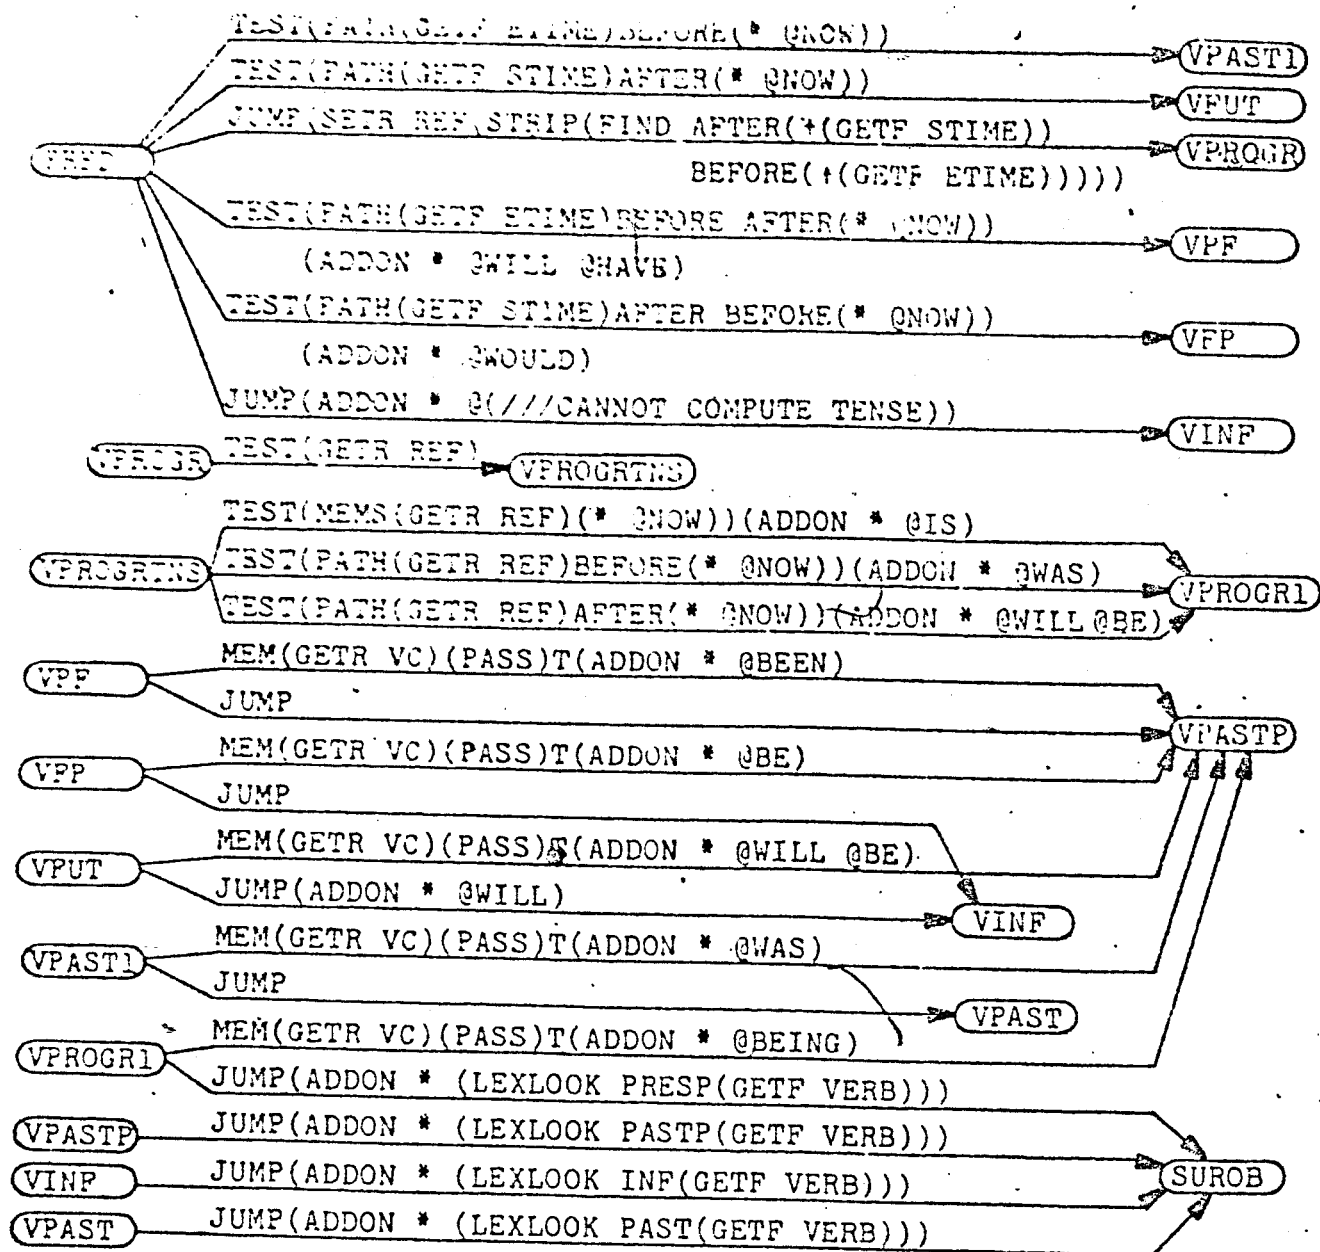 TEST(PATH(GETF ETIME)BEFORE(* @NOW)) VPAST1
TEST(PATH(GETF STIME)AFTER(* @NOW)) VFUT
JUMP(SETR REF(STRIP(FIND AFTER(↑(GETF STIME)) VPROGR
BEFORE(↑(GETF ETIME)))))
TEST(PATH(GETF ETIME)BEFORE AFTER(* @NOW)) VPF
(ADDON * @WILL @HAVE)
TEST(PATH(GETF STIME)AFTER BEFORE(* @NOW)) VFP
(ADDON * @WOULD)
JUMP(ADDON * @(///CANNOT COMPUTE TENSE)) VINF
VPROGR TEST(GETR REF) VPROGRTNS
TEST(MEMS(GETR REF)(* @NOW))(ADDON * @IS)
VPROGRTNS TEST(PATH(GETR REF)BEFORE(* @NOW))(ADDON * @WAS) VPROGR1
TEST(PATH(GETR REF)AFTER(* @NOW))(ADDON * @WILL @BE)
VPF MEM(GETR VC)(PASS)T(ADDON * @BEEN)
JUMP VPASTP
VFP MEM(GETR VC)(PASS)T(ADDON * @BE)
JUMP
VFUT MEM(GETR VC)(PASS)T(ADDON * @WILL @BE)
JUMP(ADDON * @WILL) VINF
VPAST1 MEM(GETR VC)(PASS)T(ADDON * @WAS)
JUMP VPAST
VPROGR1 MEM(GETR VC)(PASS)T(ADDON * @BEING)
JUMP(ADDON * (LEXLOOK PRESP(GETF VERB)))
VPASTP JUMP(ADDON * (LEXLOOK PASTP(GETF VERB)))
VINF JUMP(ADDON * (LEXLOOK INF(GETF VERB))) SUROB
VPAST JUMP(ADDON * (LEXLOOK PAST(GETF VERB)))